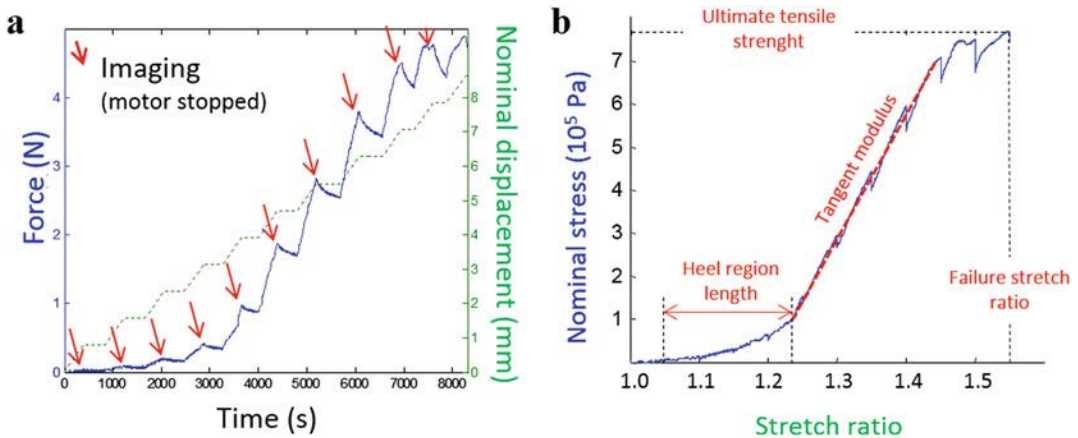 a
Imaging
(motor stopped)
Force (N)
4
3
2
1
0
0 1000 2000 3000 4000 5000 6000 7000 8000
Time (s)
9
8
7
6
5
4
3
2
1
0
Nominal displacement (mm)
b
Ultimate tensile
strenght
Nominal stress (10⁵ Pa)
7
6
5
4
3
2
1
0
Tangent modulus
Heel region
length
Failure stretch
ratio
1.0 1.1 1.2 1.3 1.4 1.5
Stretch ratio